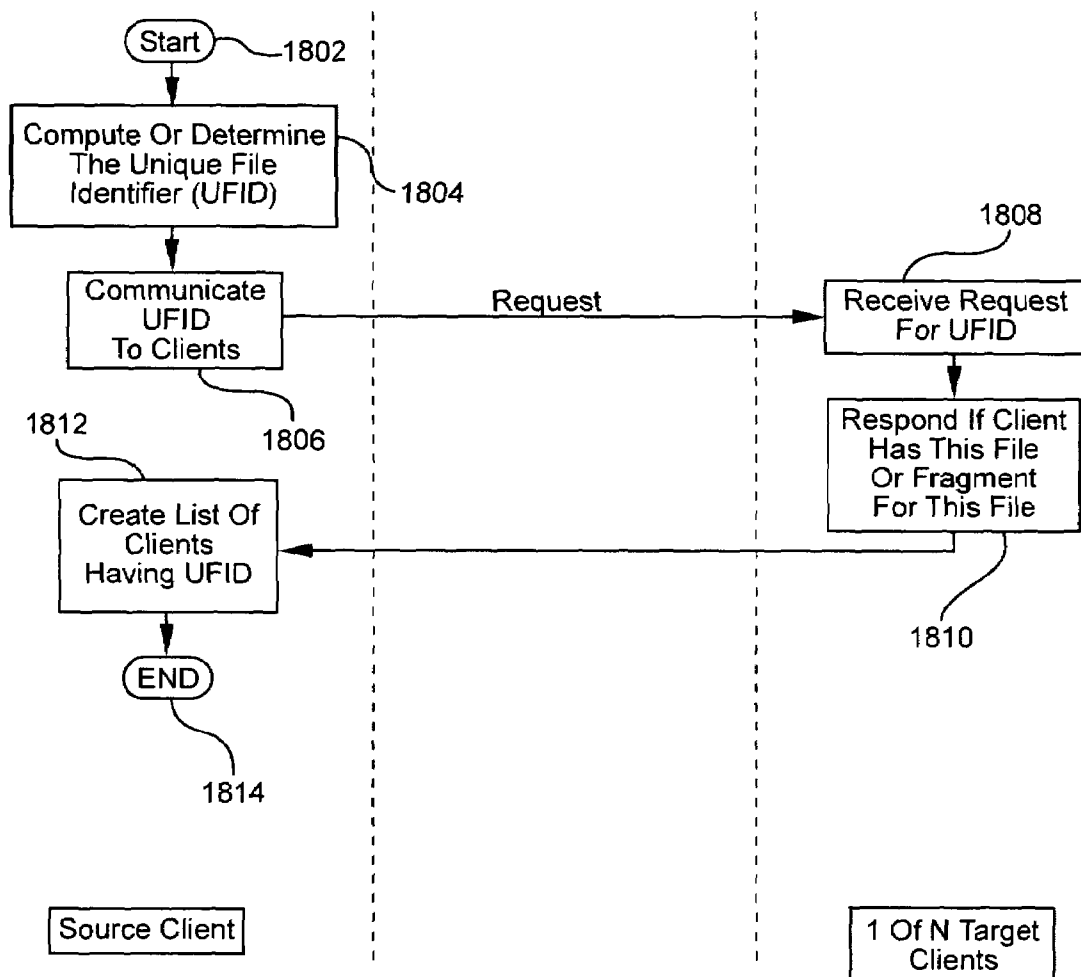 Start
1802
Compute Or Determine
The Unique File
Identifier (UFID)
1804
1808
Communicate
UFID
To Clients
Request
Receive Request
For UFID
1806
1812
Respond If Client
Has This File
Or Fragment
For This File
Create List Of
Clients
Having UFID
1810
END
1814
Source Client
1 Of N Target
Clients